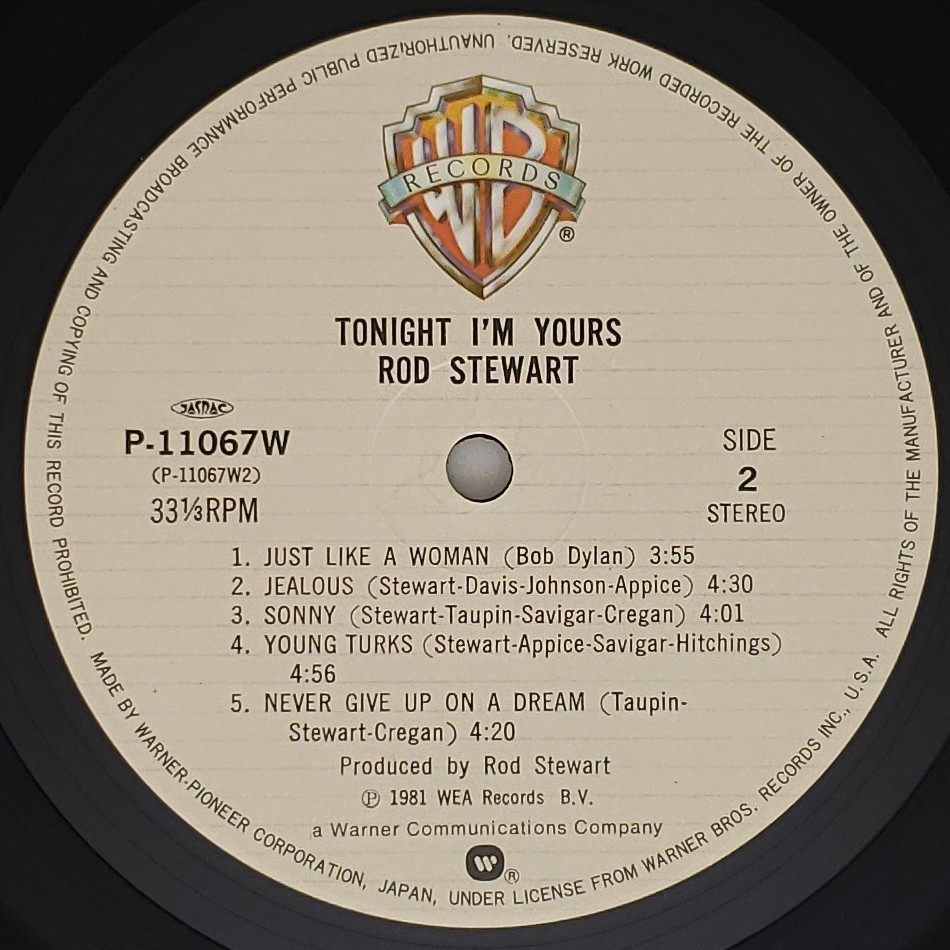 WB
RECORDS
®
TONIGHT I'M YOURS
ROD STEWART
JASRAC
P-11067W
(P-11067W2)
33⅓RPM
SIDE
2
STEREO
1. JUST LIKE A WOMAN (Bob Dylan) 3:55
2. JEALOUS (Stewart-Davis-Johnson-Appice) 4:30
3. SONNY (Stewart-Taupin-Savigar-Cregan) 4:01
4. YOUNG TURKS (Stewart-Appice-Savigar-Hitchings)
4:56
5. NEVER GIVE UP ON A DREAM (Taupin-
Stewart-Cregan) 4:20
Produced by Rod Stewart
Ⓟ 1981 WEA Records B.V.
a Warner Communications Company
W®
MADE BY WARNER-PIONEER CORPORATION, JAPAN, UNDER LICENSE FROM WARNER BROS. RECORDS INC., U.S.A. ALL RIGHTS OF THE MANUFACTURER AND OF THE OWNER OF THE RECORDED WORK RESERVED. UNAUTHORIZED PUBLIC PERFORMANCE BROADCASTING AND COPYING OF THIS RECORD PROHIBITED.